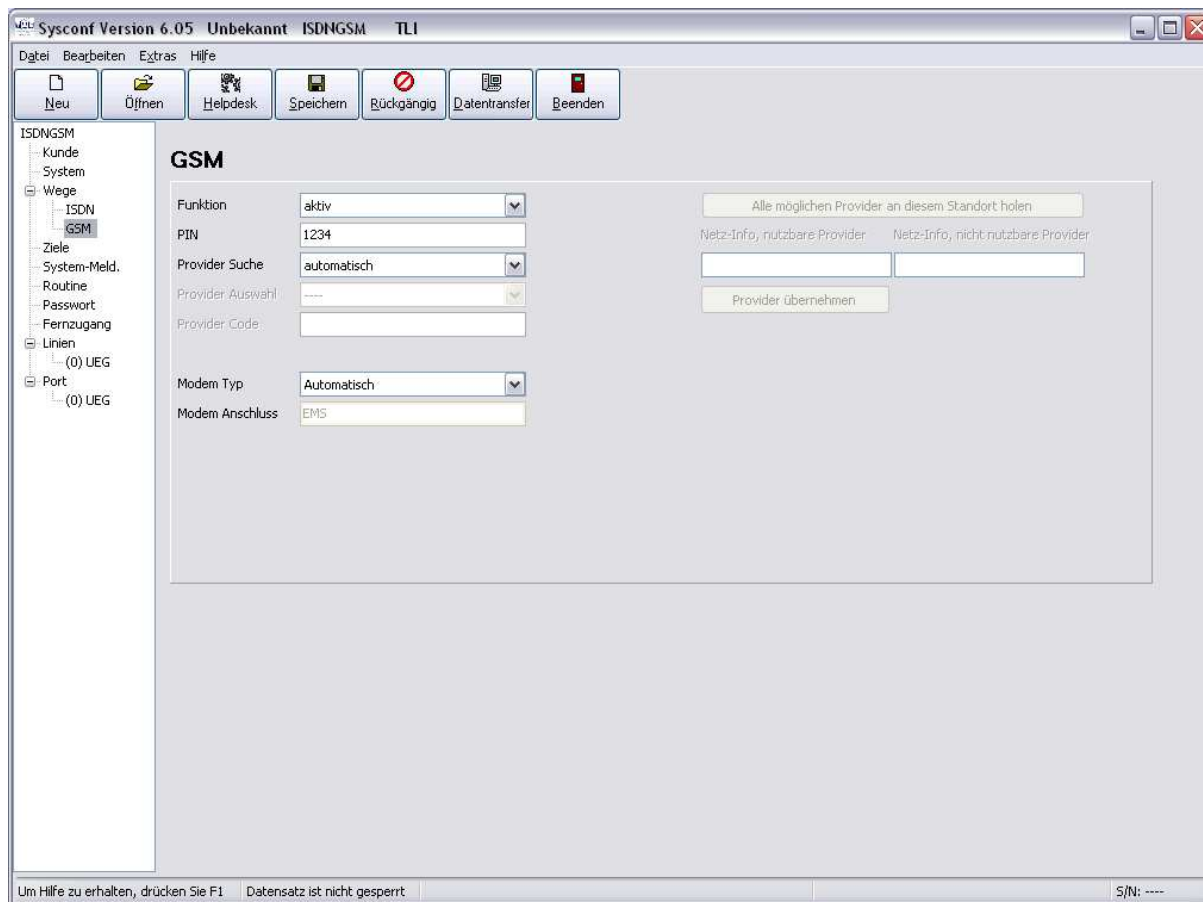 Sysconf Version 6.05 Unbekannt ISDNGSM TLI
Datei Bearbeiten Extras Hilfe
Neu Öffnen Helpdesk Speichern Rückgängig Datentransfer Beenden
ISDNGSM
Kunde
System
Wege
ISDN
GSM
Ziele
System-Meld.
Routine
Passwort
Fernzugang
Linien
(0) UEG
Port
(0) UEG
GSM
Funktion aktiv
PIN 1234
Provider Suche automatisch
Provider Auswahl ----
Provider Code
Modem Typ Automatisch
Modem Anschluss EMS
Alle möglichen Provider an diesem Standort holen
Netz-Info, nutzbare Provider Netz-Info, nicht nutzbare Provider
Provider übernehmen
Um Hilfe zu erhalten, drücken Sie F1 Datensatz ist nicht gesperrt S/N: ----